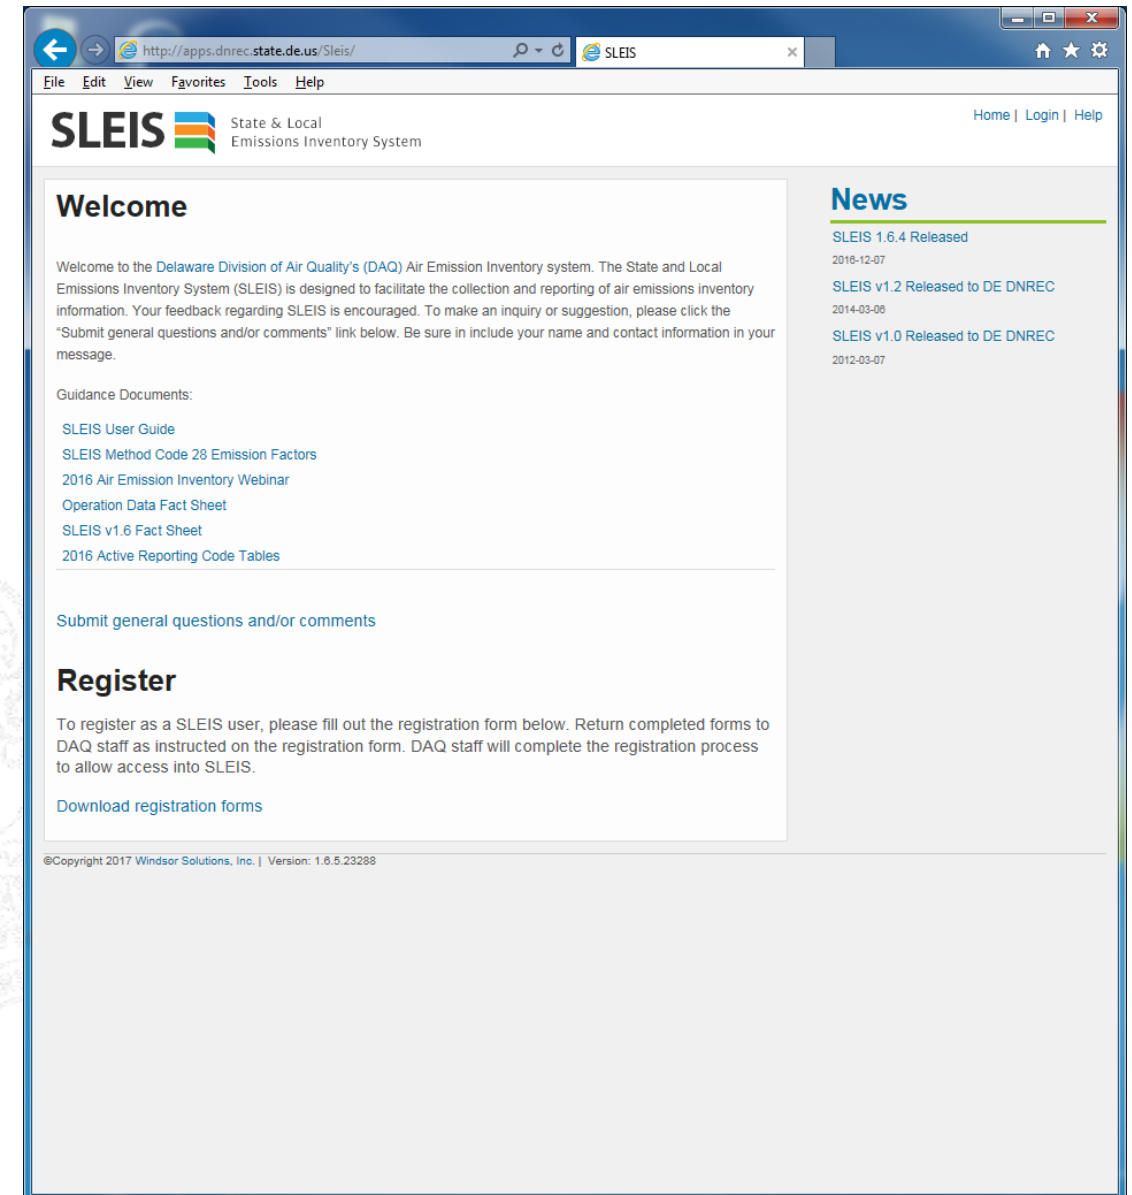 http://apps.dnrec.state.de.us/Sleis/
SLEIS
File Edit View Favorites Tools Help
SLEIS
State & Local
Emissions Inventory System
Home | Login | Help
Welcome
Welcome to the Delaware Division of Air Quality's (DAQ) Air Emission Inventory system. The State and Local
Emissions Inventory System (SLEIS) is designed to facilitate the collection and reporting of air emissions inventory
information. Your feedback regarding SLEIS is encouraged. To make an inquiry or suggestion, please click the
“Submit general questions and/or comments” link below. Be sure in include your name and contact information in your
message.
Guidance Documents:
SLEIS User Guide
SLEIS Method Code 28 Emission Factors
2016 Air Emission Inventory Webinar
Operation Data Fact Sheet
SLEIS v1.6 Fact Sheet
2016 Active Reporting Code Tables
Submit general questions and/or comments
Register
To register as a SLEIS user, please fill out the registration form below. Return completed forms to
DAQ staff as instructed on the registration form. DAQ staff will complete the registration process
to allow access into SLEIS.
Download registration forms
News
SLEIS 1.6.4 Released
2016-12-07
SLEIS v1.2 Released to DE DNREC
2014-03-06
SLEIS v1.0 Released to DE DNREC
2012-03-07
©Copyright 2017 Windsor Solutions, Inc. | Version: 1.6.5.23288